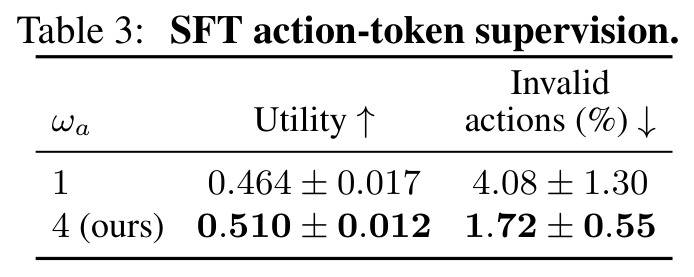 Table 3: SFT action-token supervision.
Invalid
ωₐ Utility ↑ actions (%) ↓
1 0.464 ± 0.017 4.08 ± 1.30
4 (ours) 0.510 ± 0.012 1.72 ± 0.55